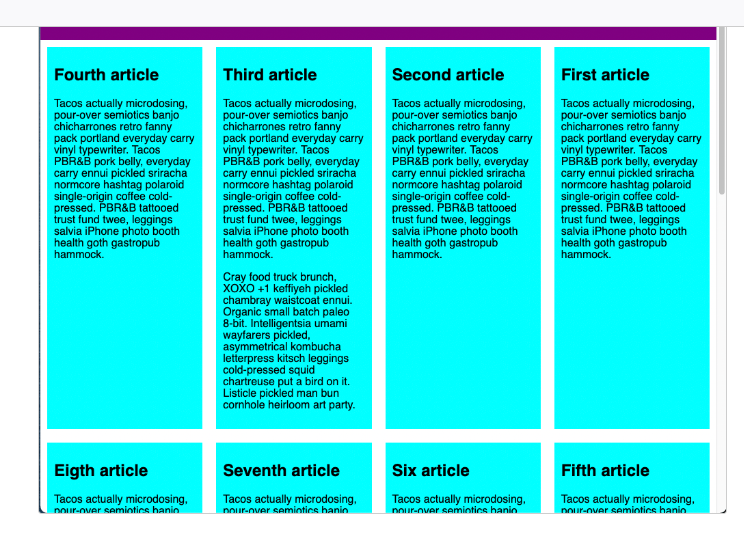 Fourth article
Tacos actually microdosing,
pour-over semiotics banjo
chicharrones retro fanny
pack portland everyday carry
vinyl typewriter. Tacos
PBR&B pork belly, everyday
carry ennui pickled sriracha
normcore hashtag polaroid
single-origin coffee cold-
pressed. PBR&B tattooed
trust fund twee, leggings
salvia iPhone photo booth
health goth gastropub
hammock.
Third article
Tacos actually microdosing,
pour-over semiotics banjo
chicharrones retro fanny
pack portland everyday carry
vinyl typewriter. Tacos
PBR&B pork belly, everyday
carry ennui pickled sriracha
normcore hashtag polaroid
single-origin coffee cold-
pressed. PBR&B tattooed
trust fund twee, leggings
salvia iPhone photo booth
health goth gastropub
hammock.
Cray food truck brunch,
XOXO +1 keffiyeh pickled
chambray waistcoat ennui.
Organic small batch paleo
8-bit. Intelligentsia umami
wayfarers pickled,
asymmetrical kombucha
letterpress kitsch leggings
cold-pressed squid
chartreuse put a bird on it.
Listicle pickled man bun
cornhole heirloom art party.
Second article
Tacos actually microdosing,
pour-over semiotics banjo
chicharrones retro fanny
pack portland everyday carry
vinyl typewriter. Tacos
PBR&B pork belly, everyday
carry ennui pickled sriracha
normcore hashtag polaroid
single-origin coffee cold-
pressed. PBR&B tattooed
trust fund twee, leggings
salvia iPhone photo booth
health goth gastropub
hammock.
First article
Tacos actually microdosing,
pour-over semiotics banjo
chicharrones retro fanny
pack portland everyday carry
vinyl typewriter. Tacos
PBR&B pork belly, everyday
carry ennui pickled sriracha
normcore hashtag polaroid
single-origin coffee cold-
pressed. PBR&B tattooed
trust fund twee, leggings
salvia iPhone photo booth
health goth gastropub
hammock.
Eigth article
Tacos actually microdosing,
pour-over semiotics banjo
Seventh article
Tacos actually microdosing,
pour-over semiotics banjo
Six article
Tacos actually microdosing,
pour-over semiotics banjo
Fifth article
Tacos actually microdosing,
pour-over semiotics banjo